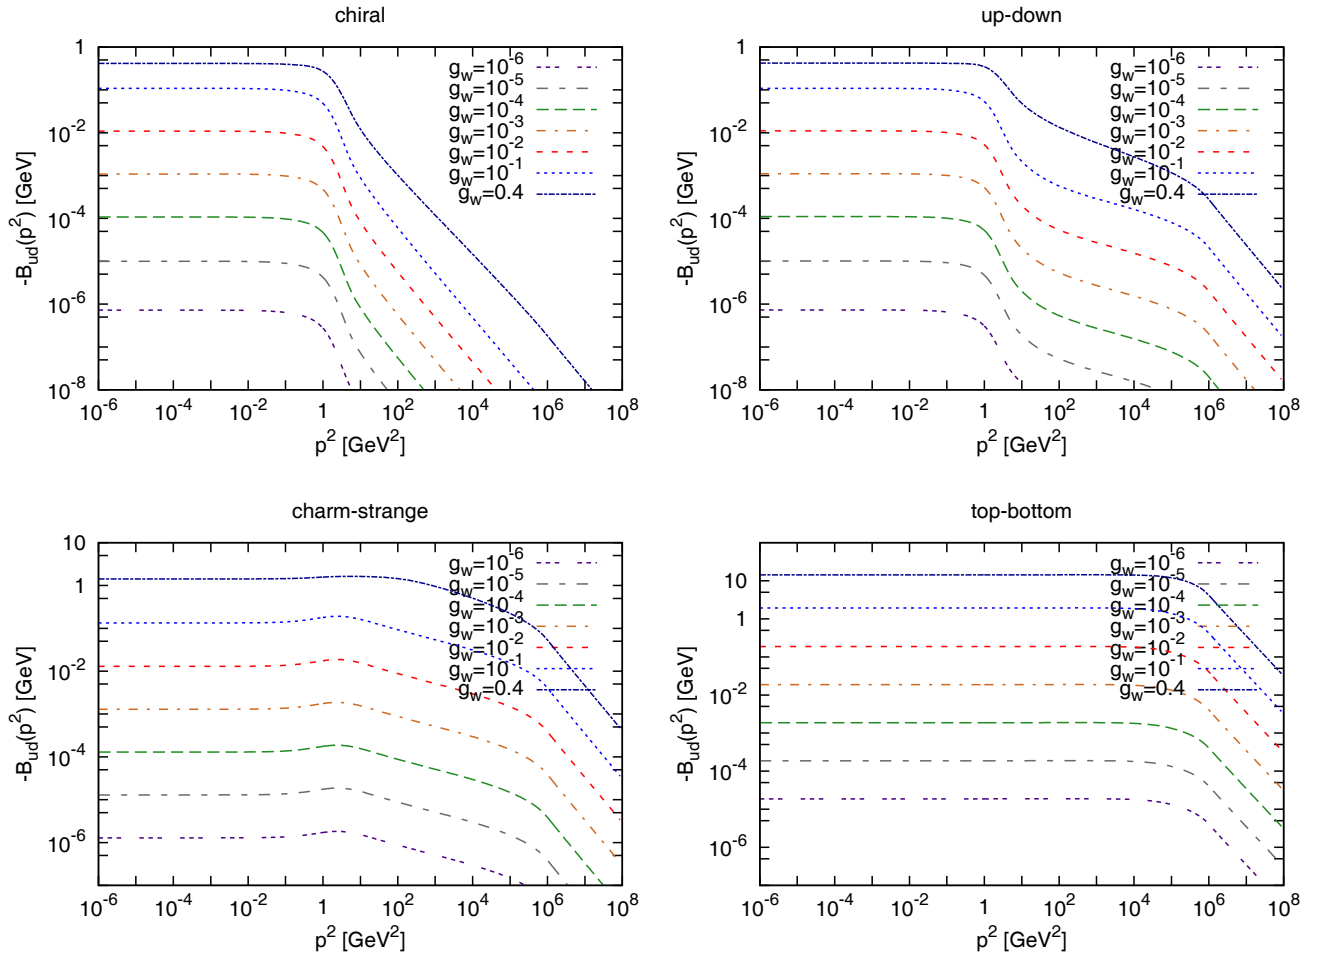 chiral
1
10^-2
10^-4
10^-6
10^-8
-B_ud(p^2) [GeV]
g_w=10^-6
g_w=10^-5
g_w=10^-4
g_w=10^-3
g_w=10^-2
g_w=10^-1
g_w=0.4
10^-6 10^-4 10^-2 1 10^2 10^4 10^6 10^8
p^2 [GeV^2]
up-down
1
10^-2
10^-4
10^-6
10^-8
-B_ud(p^2) [GeV]
g_w=10^-6
g_w=10^-5
g_w=10^-4
g_w=10^-3
g_w=10^-2
g_w=10^-1
g_w=0.4
10^-6 10^-4 10^-2 1 10^2 10^4 10^6 10^8
p^2 [GeV^2]
charm-strange
10
1
10^-2
10^-4
10^-6
-B_ud(p^2) [GeV]
g_w=10^-6
g_w=10^-5
g_w=10^-4
g_w=10^-3
g_w=10^-2
g_w=10^-1
g_w=0.4
10^-6 10^-4 10^-2 1 10^2 10^4 10^6 10^8
p^2 [GeV^2]
top-bottom
10
1
10^-2
10^-4
10^-6
-B_ud(p^2) [GeV]
g_w=10^-6
g_w=10^-5
g_w=10^-4
g_w=10^-3
g_w=10^-2
g_w=10^-1
g_w=0.4
10^-6 10^-4 10^-2 1 10^2 10^4 10^6 10^8
p^2 [GeV^2]